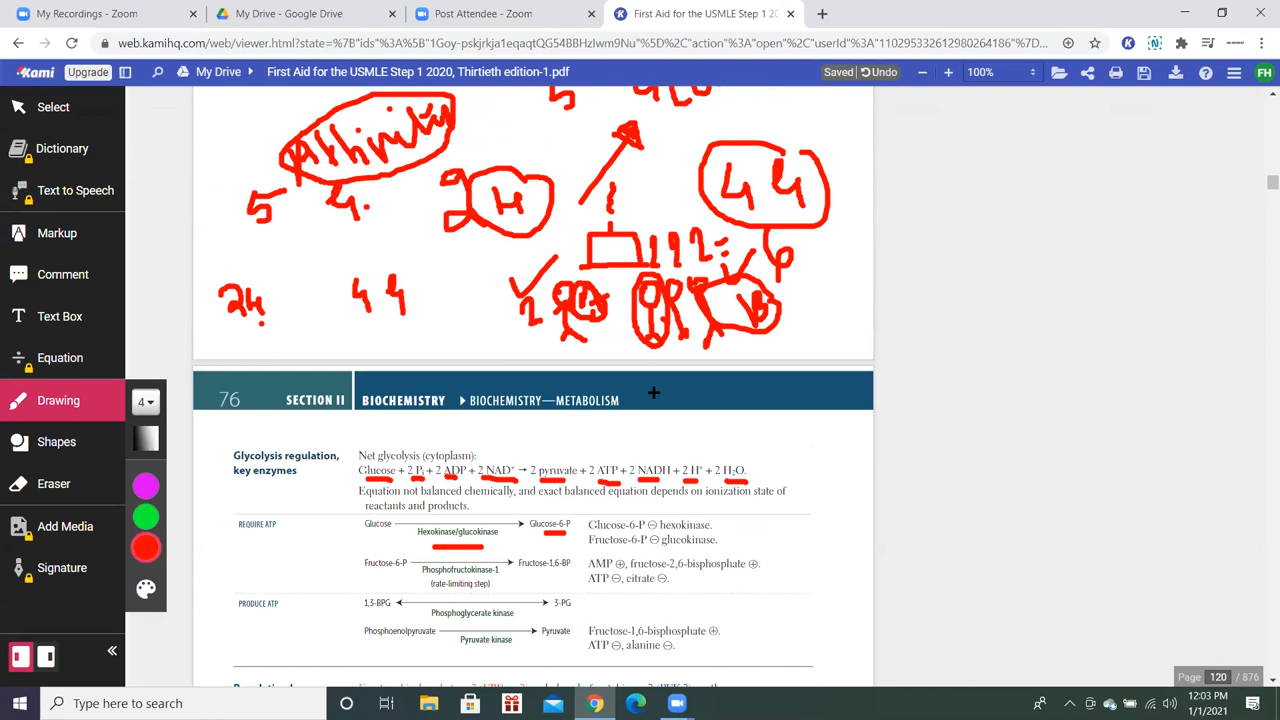 My Recordings - Zoom
My Drive - Google Drive
Post Attendee - Zoom
First Aid for the USMLE Step 1 20
web.kamihq.com/web/viewer.html?state=%7B"ids"%3A%5B"1Goy-pskjrkja1eqaqtQG54BBHzlwm9Nu"%5D%2C"action"%3A"open"%2C"userId"%3A"110295332612980264186"%7D...
Kami
Upgrade
My Drive
First Aid for the USMLE Step 1 2020, Thirtieth edition-1.pdf
Saved
Undo
100%
FH
Select
Dictionary
Text to Speech
Markup
Comment
Text Box
Equation
Drawing
Shapes
Eraser
Add Media
Signature
4
5
5 4.
H
44
6
24
4 4
2
76 SECTION II BIOCHEMISTRY ▶ BIOCHEMISTRY—METABOLISM
Glycolysis regulation,
key enzymes
Net glycolysis (cytoplasm):
Glucose + 2 Pi + 2 ADP + 2 NAD+ → 2 pyruvate + 2 ATP + 2 NADH + 2 H+ + 2 H2O.
Equation not balanced chemically, and exact balanced equation depends on ionization state of
reactants and products.
REQUIRE ATP
Glucose Hexokinase/glucokinase Glucose-6-P
Glucose-6-P ⊖ hexokinase.
Fructose-6-P ⊖ glucokinase.
Fructose-6-P Phosphofructokinase-1 Fructose-1,6-BP
(rate-limiting step)
AMP ⊕, fructose-2,6-bisphosphate ⊕.
ATP ⊖, citrate ⊖.
PRODUCE ATP
1,3-BPG Phosphoglycerate kinase 3-PG
Phosphoenolpyruvate Pyruvate kinase Pyruvate
Fructose-1,6-bisphosphate ⊕.
ATP ⊖, alanine ⊖.
Page 120 / 876
Type here to search
12:03 PM
1/1/2021